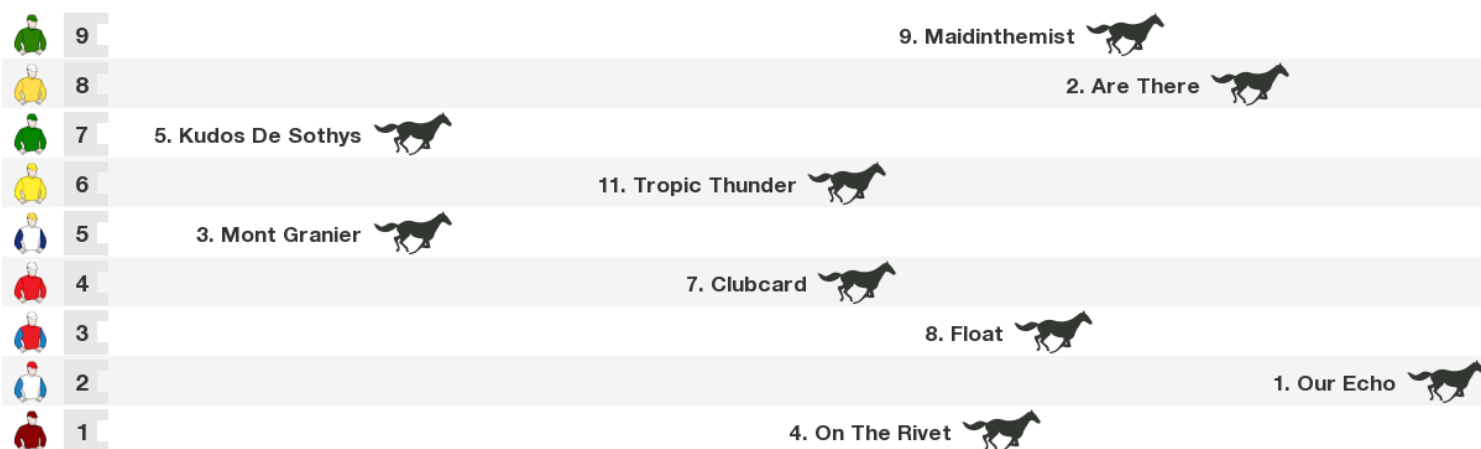 9 9. Maidinthemist
8 2. Are There
7 5. Kudos De Sothys
6 11. Tropic Thunder
5 3. Mont Granier
4 7. Clubcard
3 8. Float
2 1. Our Echo
1 4. On The Rivet